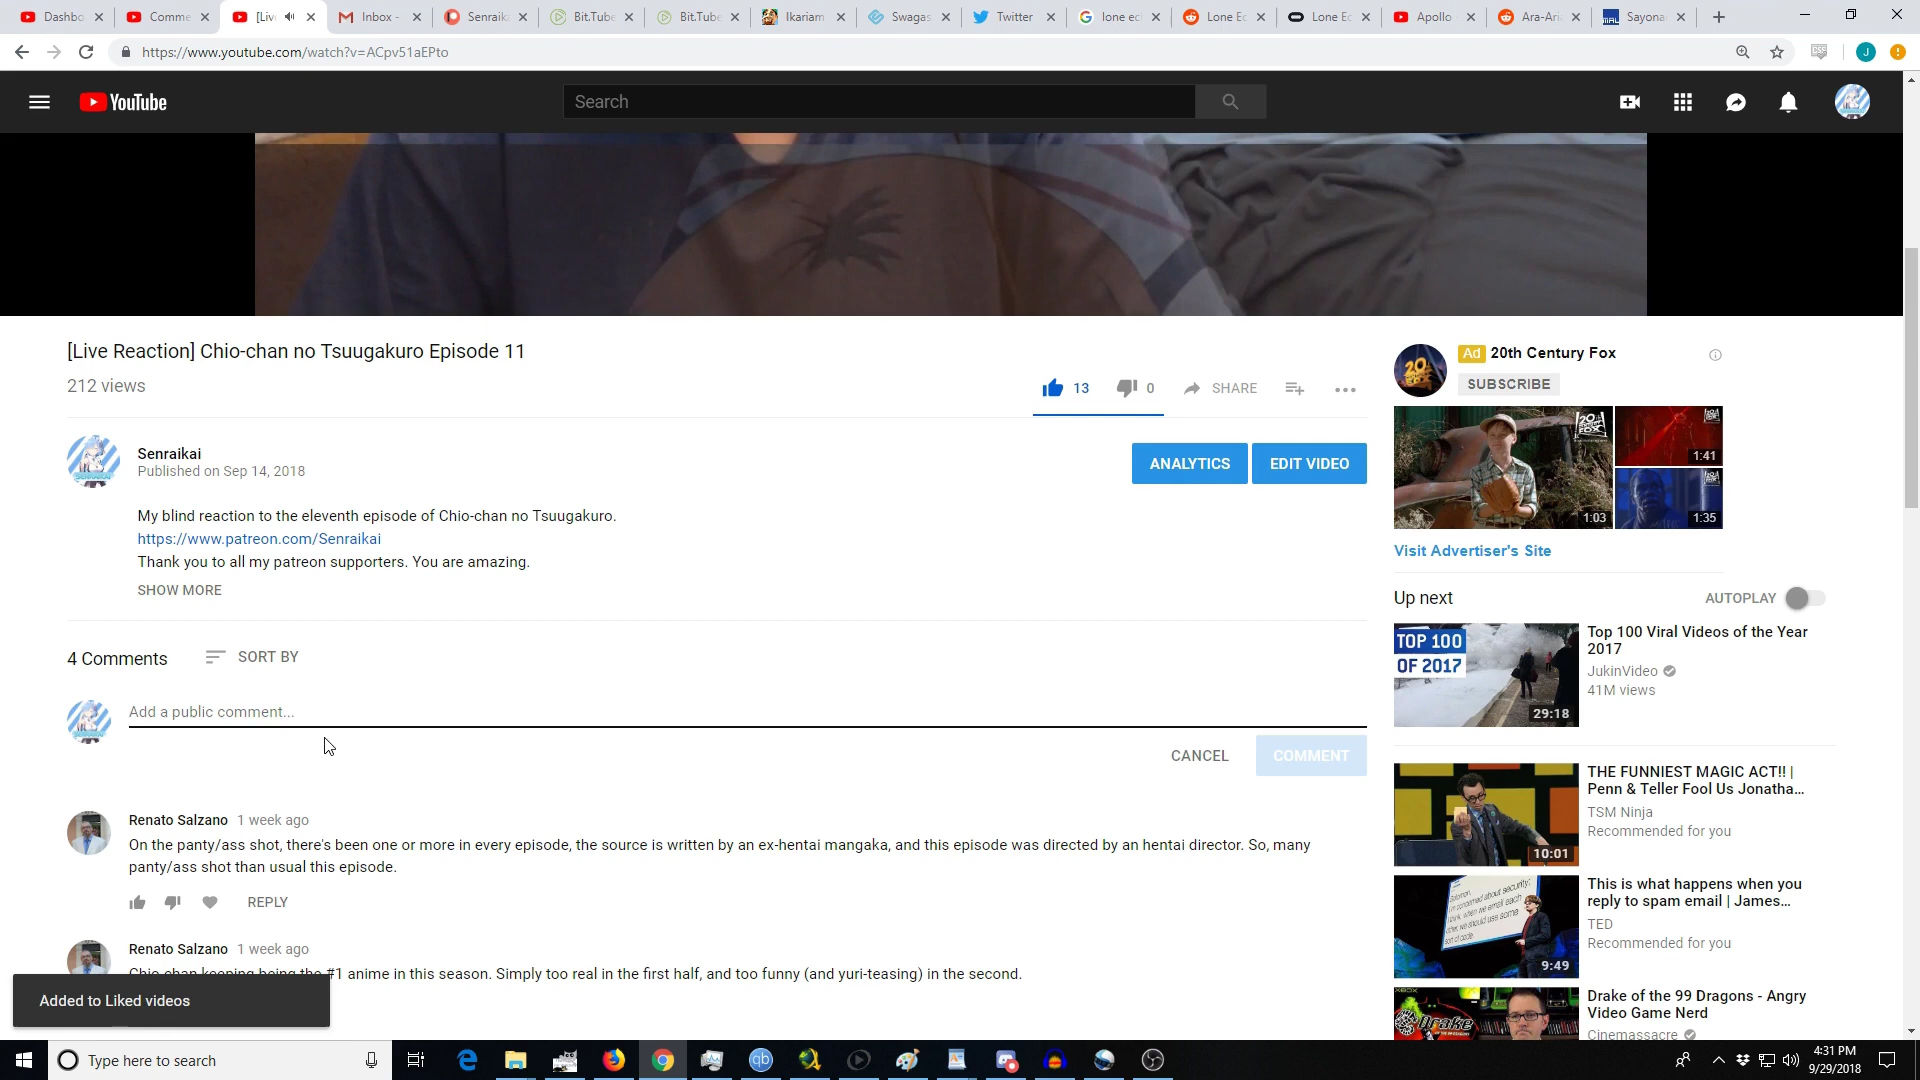 Dashbo
Comme
[Liv
Inbox -
Senraik
Bit.Tube
Bit.Tube
Ikariam
Swagas
Twitter
lone ec
Lone Ec
Lone Ec
Apollo
Ara-Ari
Sayona
https://www.youtube.com/watch?v=ACpv51aEPto
J
YouTube
Search
[Live Reaction] Chio-chan no Tsuugakuro Episode 11
212 views
13
0
SHARE
Senraikai
Published on Sep 14, 2018
ANALYTICS
EDIT VIDEO
My blind reaction to the eleventh episode of Chio-chan no Tsuugakuro.
https://www.patreon.com/Senraikai
Thank you to all my patreon supporters. You are amazing.
SHOW MORE
4 Comments
SORT BY
Add a public comment...
CANCEL
COMMENT
Renato Salzano 1 week ago
On the panty/ass shot, there's been one or more in every episode, the source is written by an ex-hentai mangaka, and this episode was directed by an hentai director. So, many
panty/ass shot than usual this episode.
REPLY
Renato Salzano 1 week ago
Chio-chan keeping being the #1 anime in this season. Simply too real in the first half, and too funny (and yuri-teasing) in the second.
Added to Liked videos
Ad 20th Century Fox
SUBSCRIBE
1:03
1:41
1:35
Visit Advertiser's Site
Up next
AUTOPLAY
TOP 100
OF 2017
29:18
Top 100 Viral Videos of the Year
2017
JukinVideo
41M views
10:01
THE FUNNIEST MAGIC ACT!! |
Penn & Teller Fool Us Jonatha...
TSM Ninja
Recommended for you
9:49
This is what happens when you
reply to spam email | James...
TED
Recommended for you
Drake of the 99 Dragons - Angry
Video Game Nerd
Cinemassacre
Type here to search
4:31 PM
9/29/2018